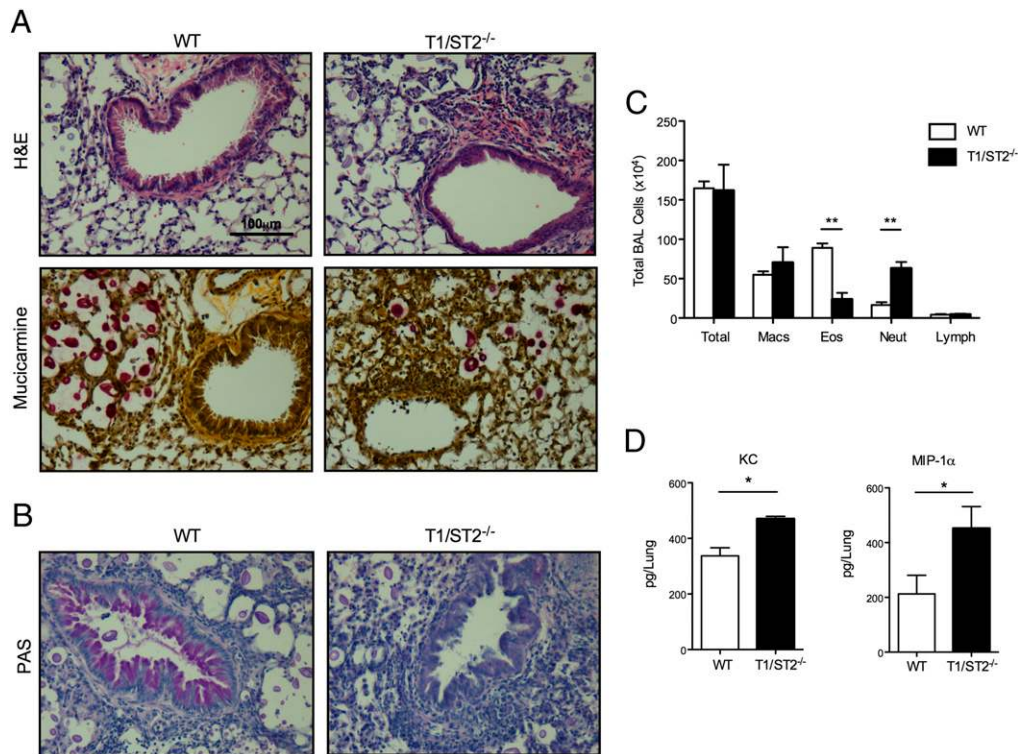 A
WT
T1/ST2-/-
H&E
100µm
Mucicarmine
B
WT
T1/ST2-/-
PAS
C
Total BAL Cells (x10⁴)
250
200
150
100
50
0
WT
T1/ST2-/-
**
**
Total Macs Eos Neut Lymph
D
KC
pg/Lung
600
400
200
0
*
WT T1/ST2-/-
MIP-1α
pg/Lung
600
400
200
0
*
WT T1/ST2-/-